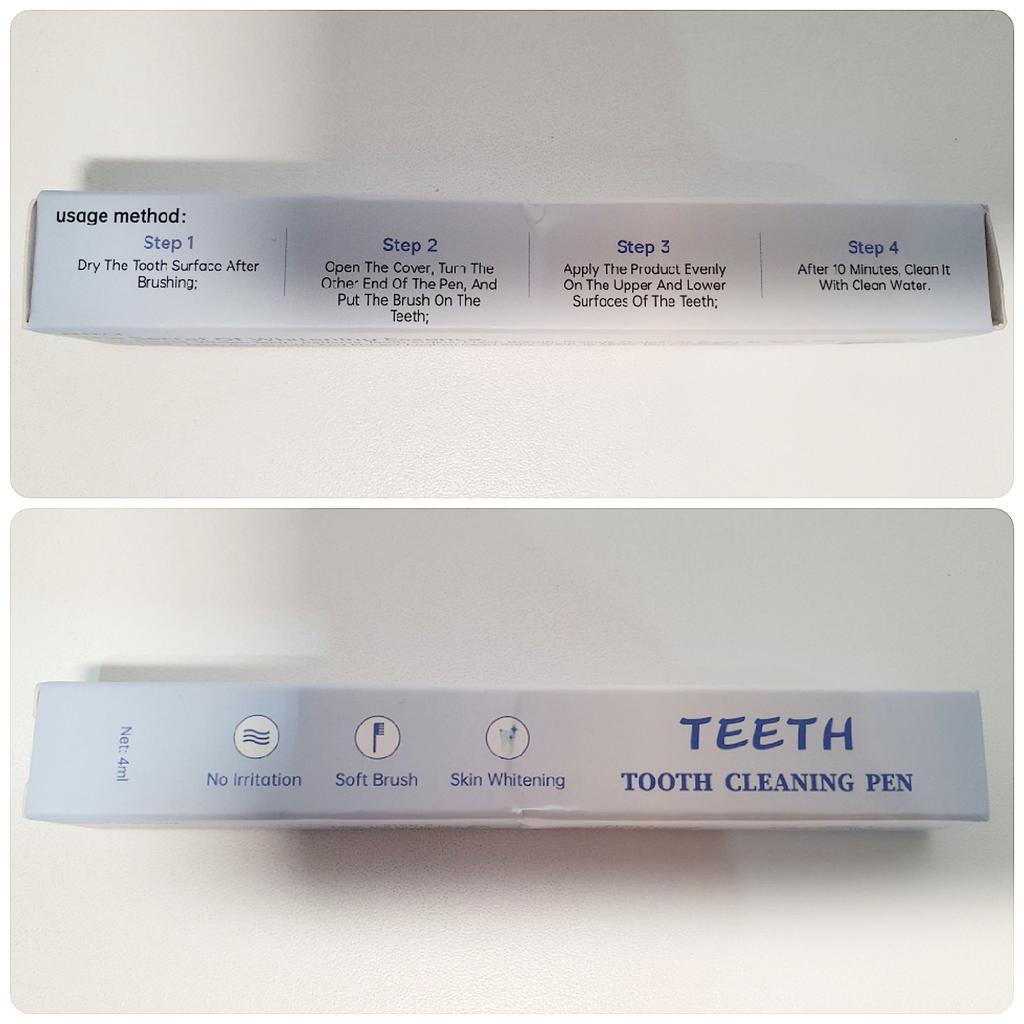 usage method:
Step 1
Dry The Tooth Surface After
Brushing;
Step 2
Open The Cover, Turn The
Other End Of The Pen, And
Put The Brush On The
Teeth;
Step 3
Apply The Product Evenly
On The Upper And Lower
Surfaces Of The Teeth;
Step 4
After 10 Minutes, Clean It
With Clean Water.
Net: 4ml
No Irritation
Soft Brush
Skin Whitening
TEETH
TOOTH CLEANING PEN